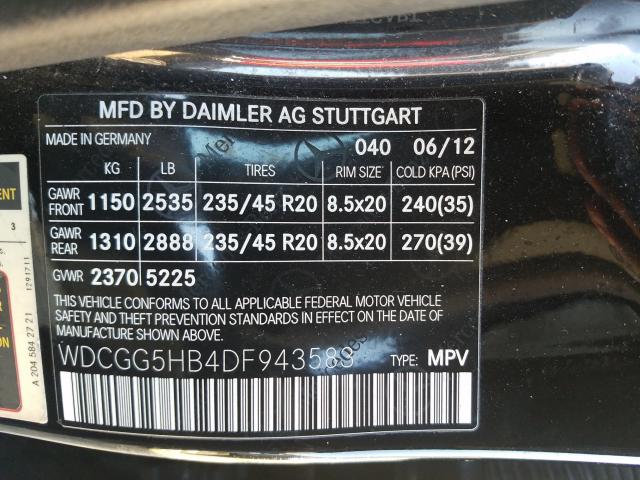 MFD BY DAIMLER AG STUTTGART
MADE IN GERMANY 040 06/12
KG LB TIRES RIM SIZE COLD KPA(PSI)
GAWR FRONT 1150 2535 235/45 R20 8.5x20 240(35)
GAWR REAR 1310 2888 235/45 R20 8.5x20 270(39)
GVWR 2370 5225
THIS VEHICLE CONFORMS TO ALL APPLICABLE FEDERAL MOTOR VEHICLE
SAFETY AND THEFT PREVENTION STANDARDS IN EFFECT ON THE DATE OF
MANUFACTURE SHOWN ABOVE.
WDCGG5HB4DF943583 TYPE: MPV
A 204 584 27 21
129171
3